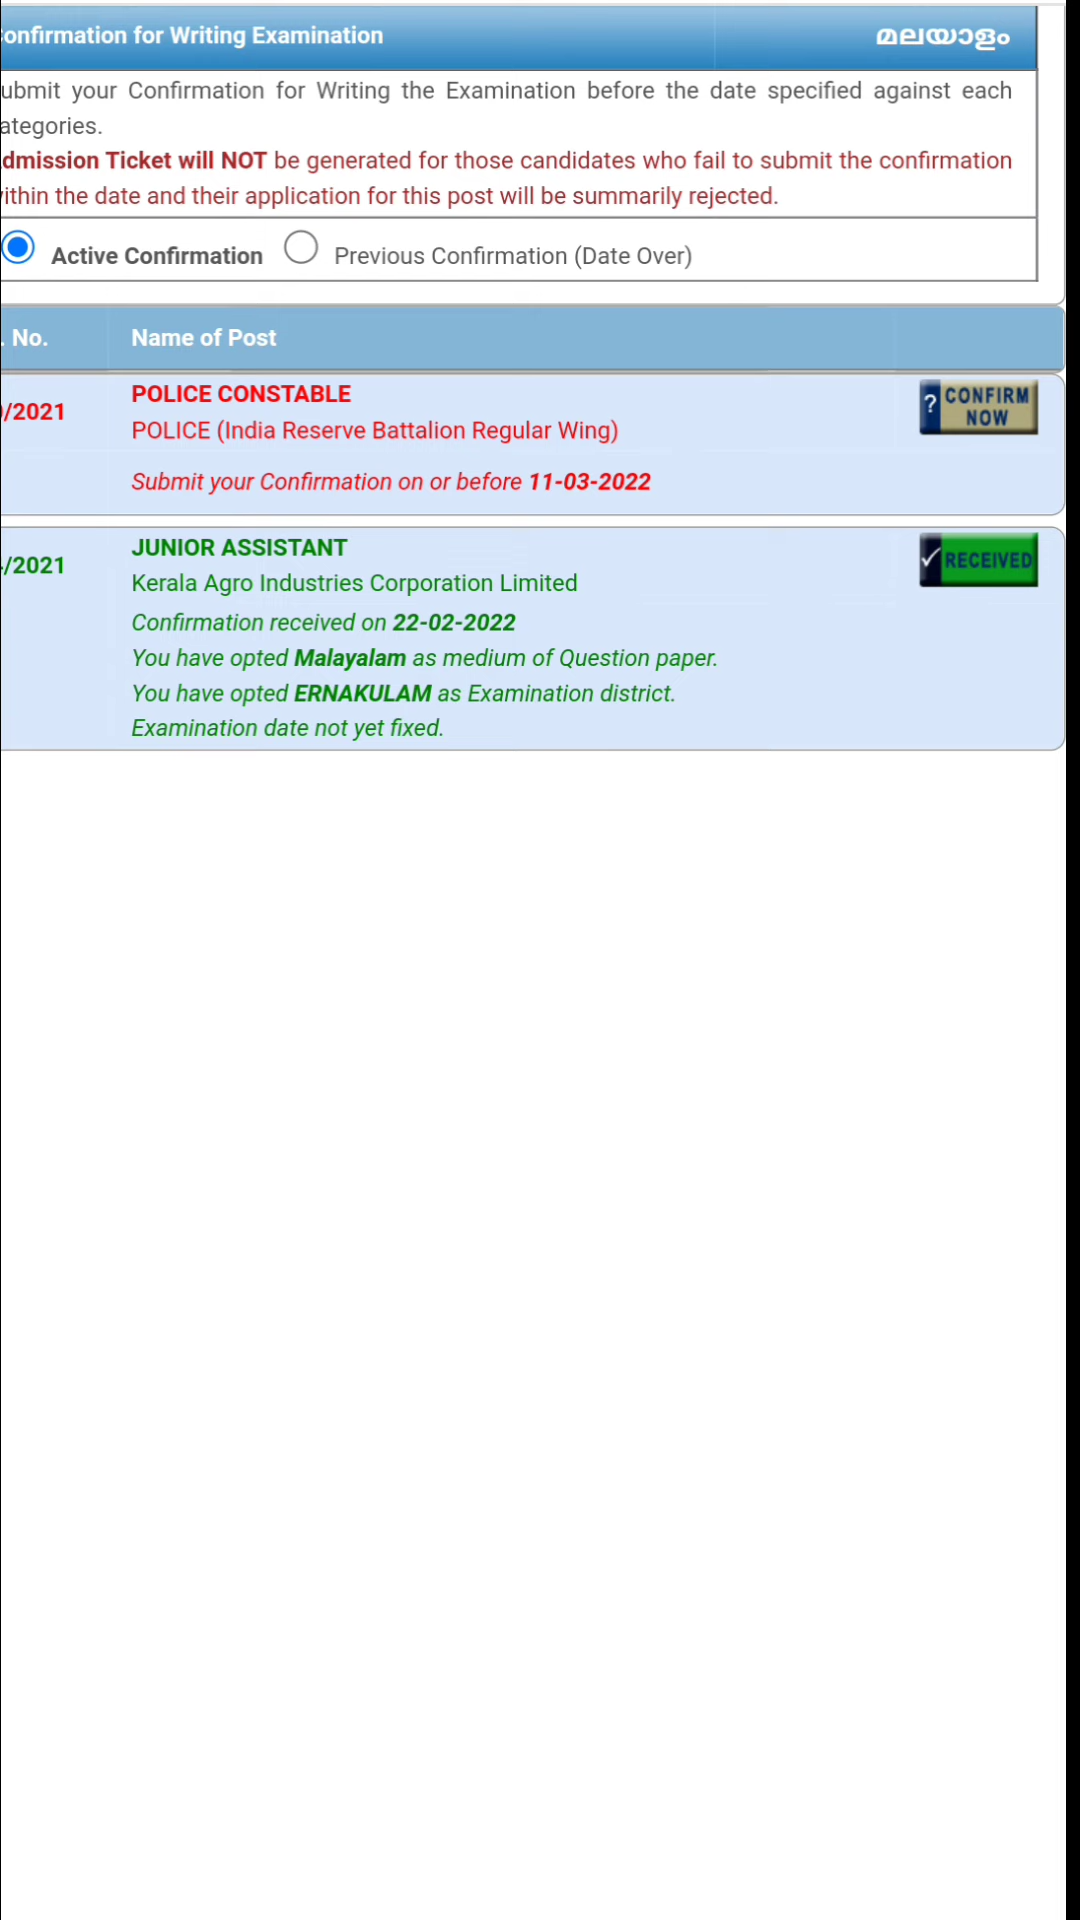 onfirmation for Writing Examination മലയാളം
ubmit your Confirmation for Writing the Examination before the date specified against each
ategories.
dmission Ticket will NOT be generated for those candidates who fail to submit the confirmation
ithin the date and their application for this post will be summarily rejected.
Active Confirmation Previous Confirmation (Date Over)
. No. Name of Post
POLICE CONSTABLE
/2021
POLICE (India Reserve Battalion Regular Wing)
? CONFIRM NOW
Submit your Confirmation on or before 11-03-2022
JUNIOR ASSISTANT
/2021
Kerala Agro Industries Corporation Limited
RECEIVED
Confirmation received on 22-02-2022
You have opted Malayalam as medium of Question paper.
You have opted ERNAKULAM as Examination district.
Examination date not yet fixed.